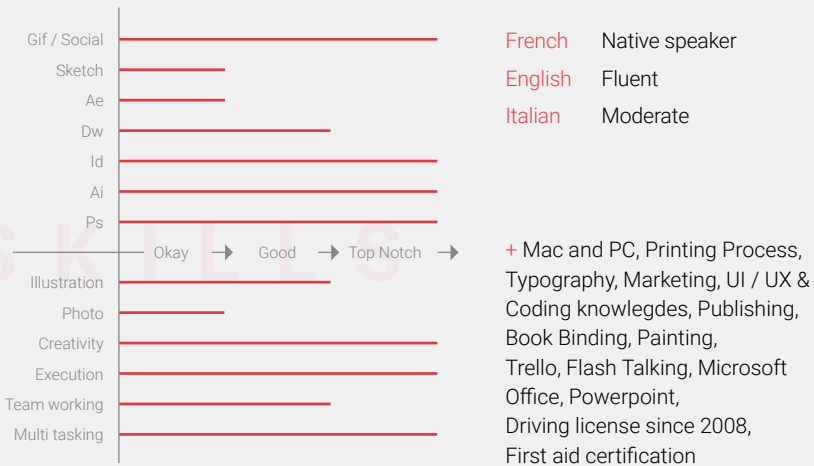 Gif / Social
Sketch
Ae
Dw
Id
Ai
Ps
SKILLS
Okay Good Top Notch
Illustration
Photo
Creativity
Execution
Team working
Multi tasking
French Native speaker
English Fluent
Italian Moderate
+ Mac and PC, Printing Process,
Typography, Marketing, UI / UX &
Coding knowlegdes, Publishing,
Book Binding, Painting,
Trello, Flash Talking, Microsoft
Office, Powerpoint,
Driving license since 2008,
First aid certification